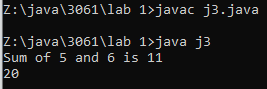 Z:\java\3061\lab 1>javac j3.java
Z:\java\3061\lab 1>java j3
Sum of 5 and 6 is 11
20